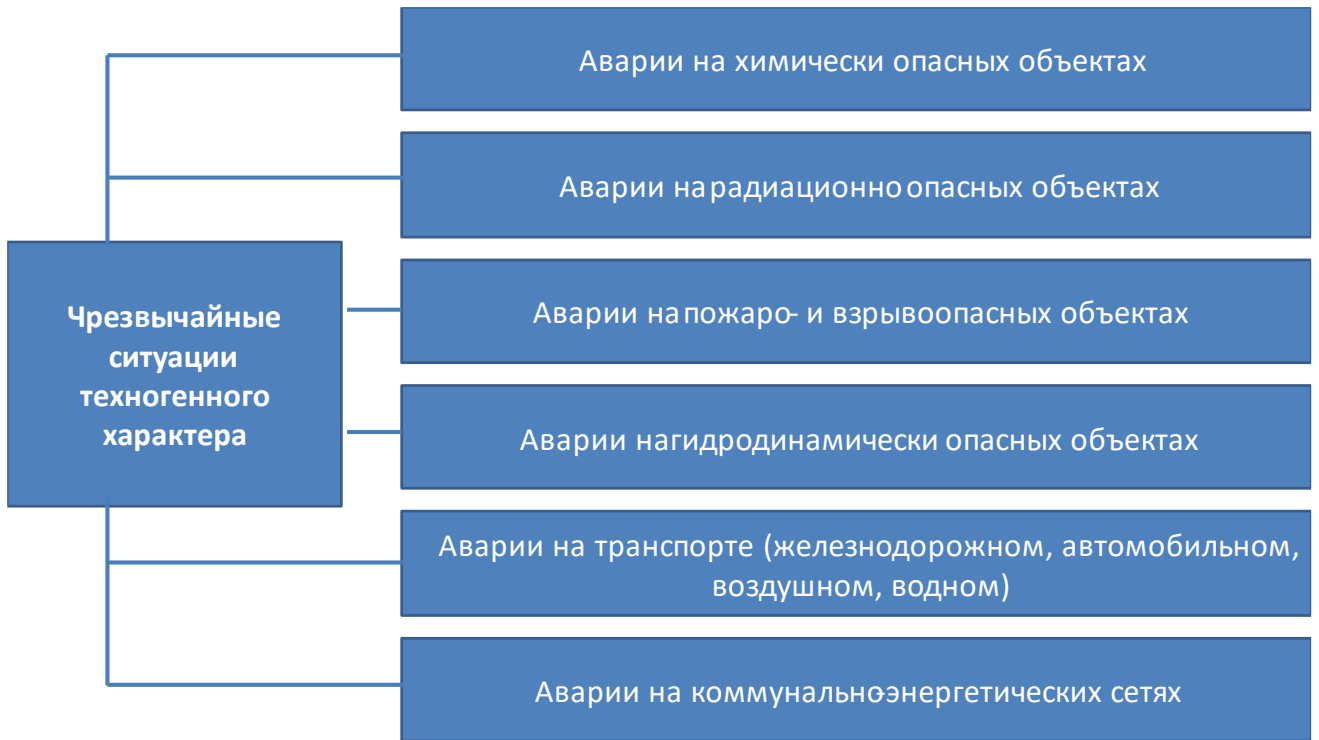 Аварии на химически опасных объектах
Аварии на радиационно опасных объектах
Чрезвычайные
ситуации
техногенного
характера
Аварии на пожаро- и взрывоопасных объектах
Аварии на гидродинамически опасных объектах
Аварии на транспорте (железнодорожном, автомобильном,
воздушном, водном)
Аварии на коммунально-энергетических сетях